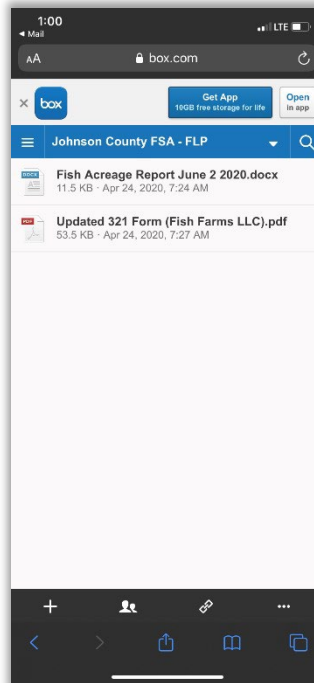 1:00
LTE
◀ Mail
AA
box.com
box
Get App
10GB free storage for life
Open
in app
Johnson County FSA - FLP
DOCX
Fish Acreage Report June 2 2020.docx
11.5 KB · Apr 24, 2020, 7:24 AM
PDF
Updated 321 Form (Fish Farms LLC).pdf
53.5 KB · Apr 24, 2020, 7:27 AM